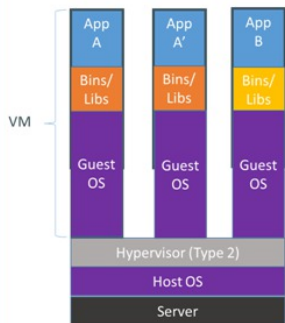 App
A
App
A'
App
B
Bins/
Libs
Bins/
Libs
Bins/
Libs
VM
Guest
OS
Guest
OS
Guest
OS
Hypervisor (Type 2)
Host OS
Server